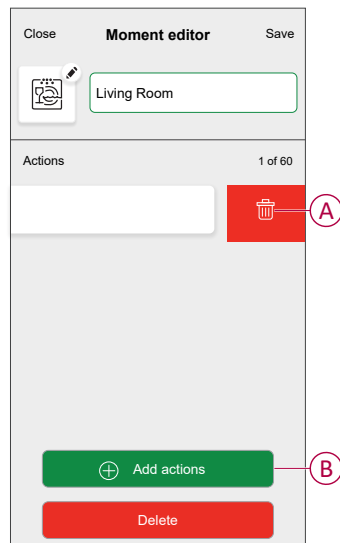 Close Moment editor Save
Living Room
Actions 1 of 60
A
Add actions B
Delete